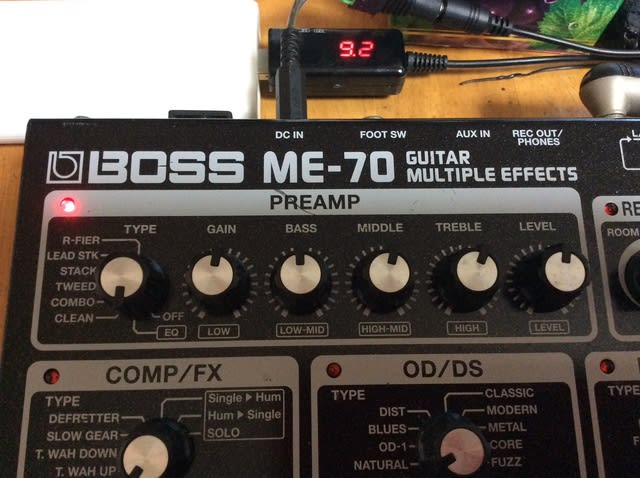 9.2
DC IN FOOT SW AUX IN REC OUT/
PHONES
BOSS ME-70 GUITAR
MULTIPLE EFFECTS
PREAMP
TYPE GAIN BASS MIDDLE TREBLE LEVEL
R-FIER
LEAD STK
STACK
TWEED
COMBO
CLEAN
OFF
EQ
LOW LOW-MID HIGH-MID HIGH LEVEL
RE
ROOM
COMP/FX
TYPE
Single ▶ Hum
Hum ▶ Single
SOLO
DEFRETTER
SLOW GEAR
T. WAH DOWN
T. WAH UP
OD/DS
TYPE
DIST
BLUES
OD-1
NATURAL
CLASSIC
MODERN
METAL
CORE
FUZZ
TYPE